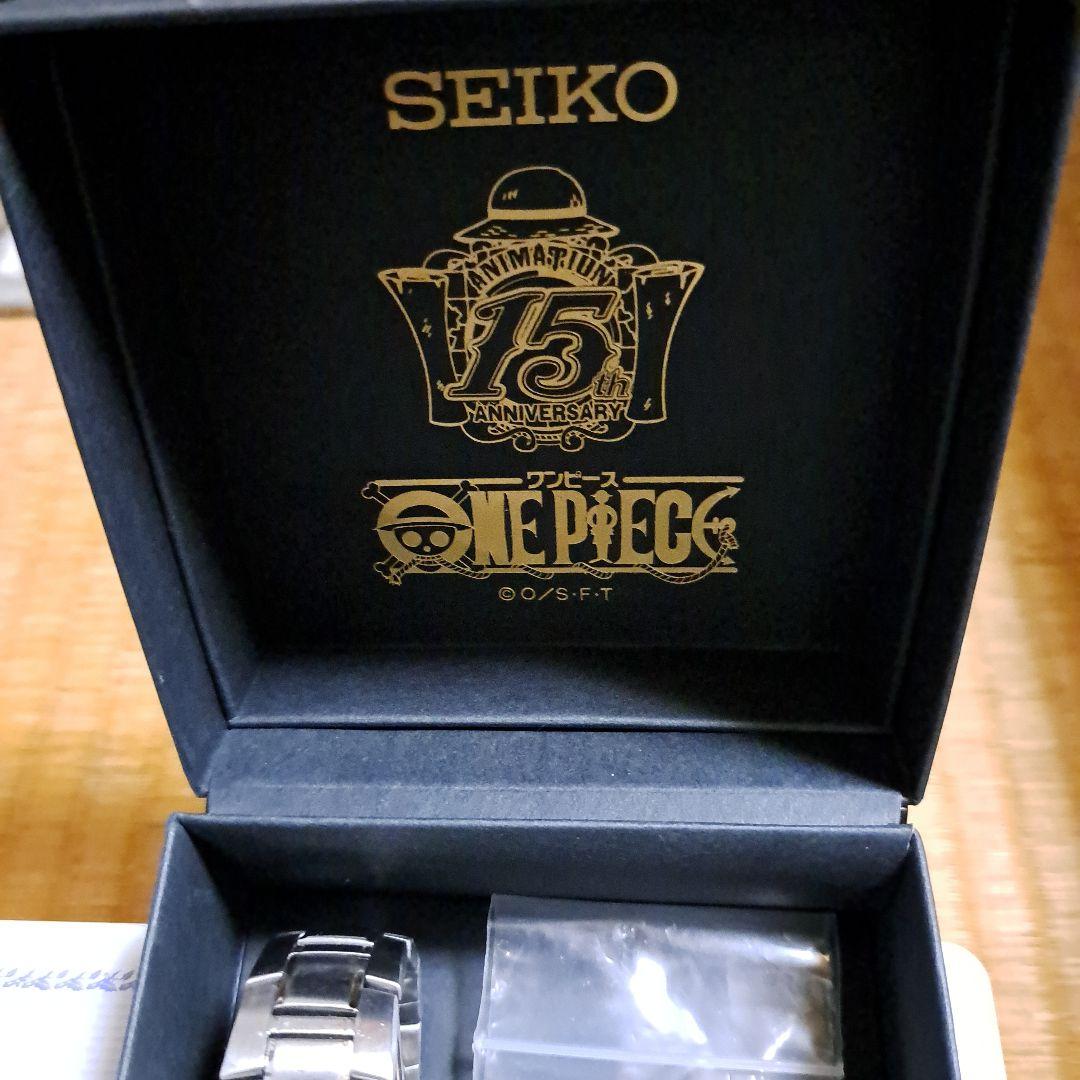 SEIKO
ANIMATION
15th
ANNIVERSARY
ワンピース
ONE PIECE
©O/S・F・T